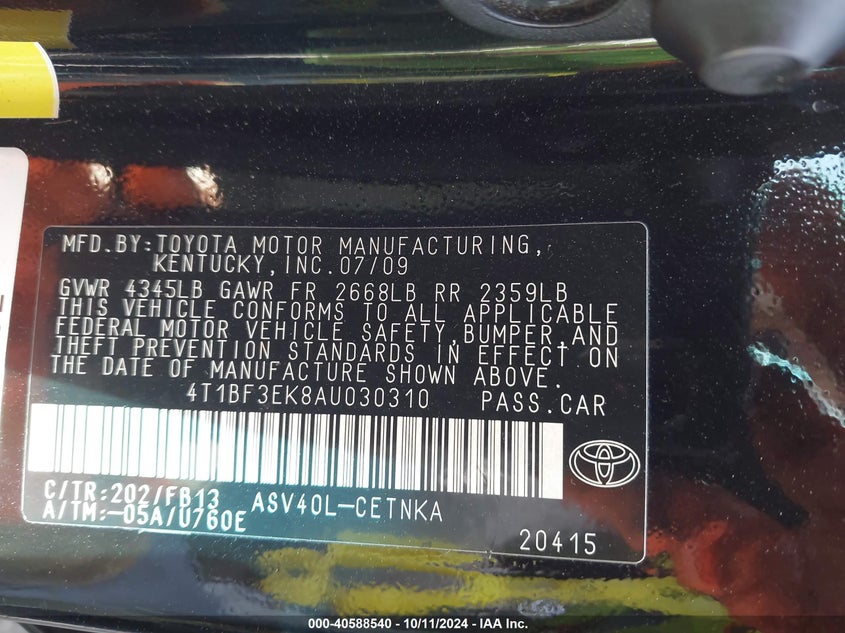 MFD.BY:TOYOTA MOTOR MANUFACTURING,
KENTUCKY,INC.07/09
GVWR 4345LB GAWR FR 2668LB RR 2359LB
THIS VEHICLE CONFORMS TO ALL APPLICABLE
FEDERAL MOTOR VEHICLE SAFETY,BUMPER,AND
THEFT PREVENTION STANDARDS IN EFFECT ON
THE DATE OF MANUFACTURE SHOWN ABOVE.
4T1BF3EK8AU030310 PASS.CAR
C/TR:202/FB13 ASV40L-CETNKA
A/TM:-05A/U760E
20415
000-40588540 - 10/11/2024 - IAA Inc.